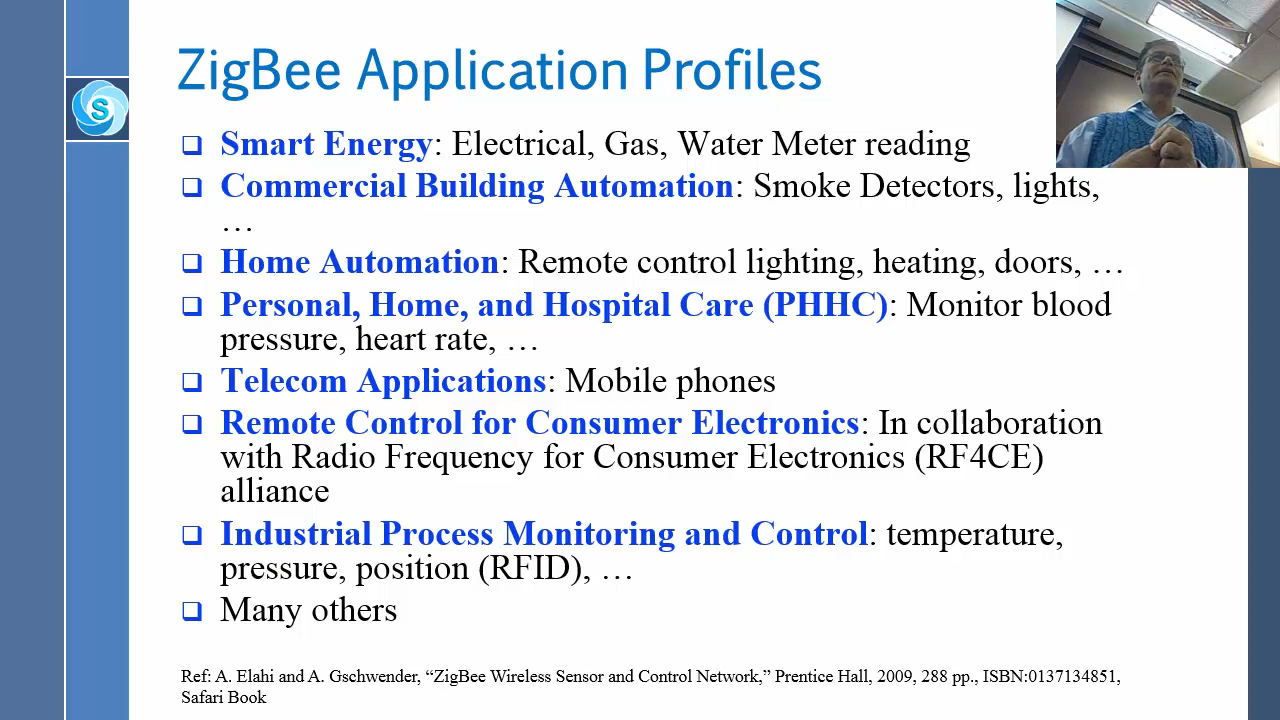 ZigBee Application Profiles
S
❑ Smart Energy: Electrical, Gas, Water Meter reading
❑ Commercial Building Automation: Smoke Detectors, lights,
…
❑ Home Automation: Remote control lighting, heating, doors, …
❑ Personal, Home, and Hospital Care (PHHC): Monitor blood
pressure, heart rate, …
❑ Telecom Applications: Mobile phones
❑ Remote Control for Consumer Electronics: In collaboration
with Radio Frequency for Consumer Electronics (RF4CE)
alliance
❑ Industrial Process Monitoring and Control: temperature,
pressure, position (RFID), …
❑ Many others
Ref: A. Elahi and A. Gschwender, “ZigBee Wireless Sensor and Control Network,” Prentice Hall, 2009, 288 pp., ISBN:0137134851,
Safari Book